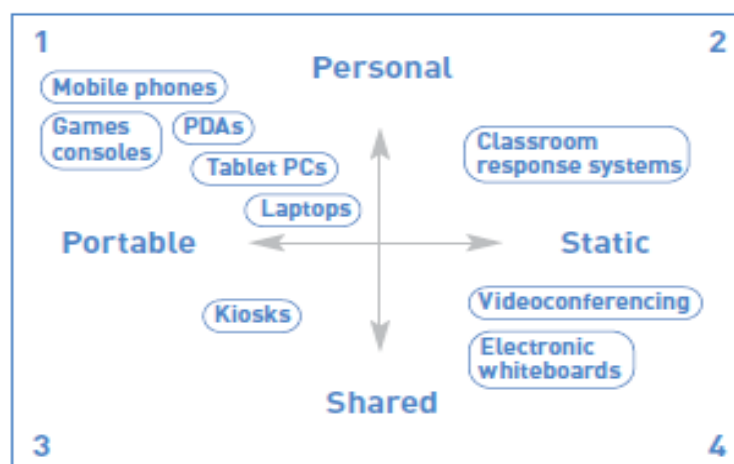 1
2
Personal
Mobile phones
Games
consoles
PDAs
Classroom
response systems
Tablet PCs
Laptops
Portable
Static
Kiosks
Videoconferencing
Electronic
whiteboards
Shared
3
4